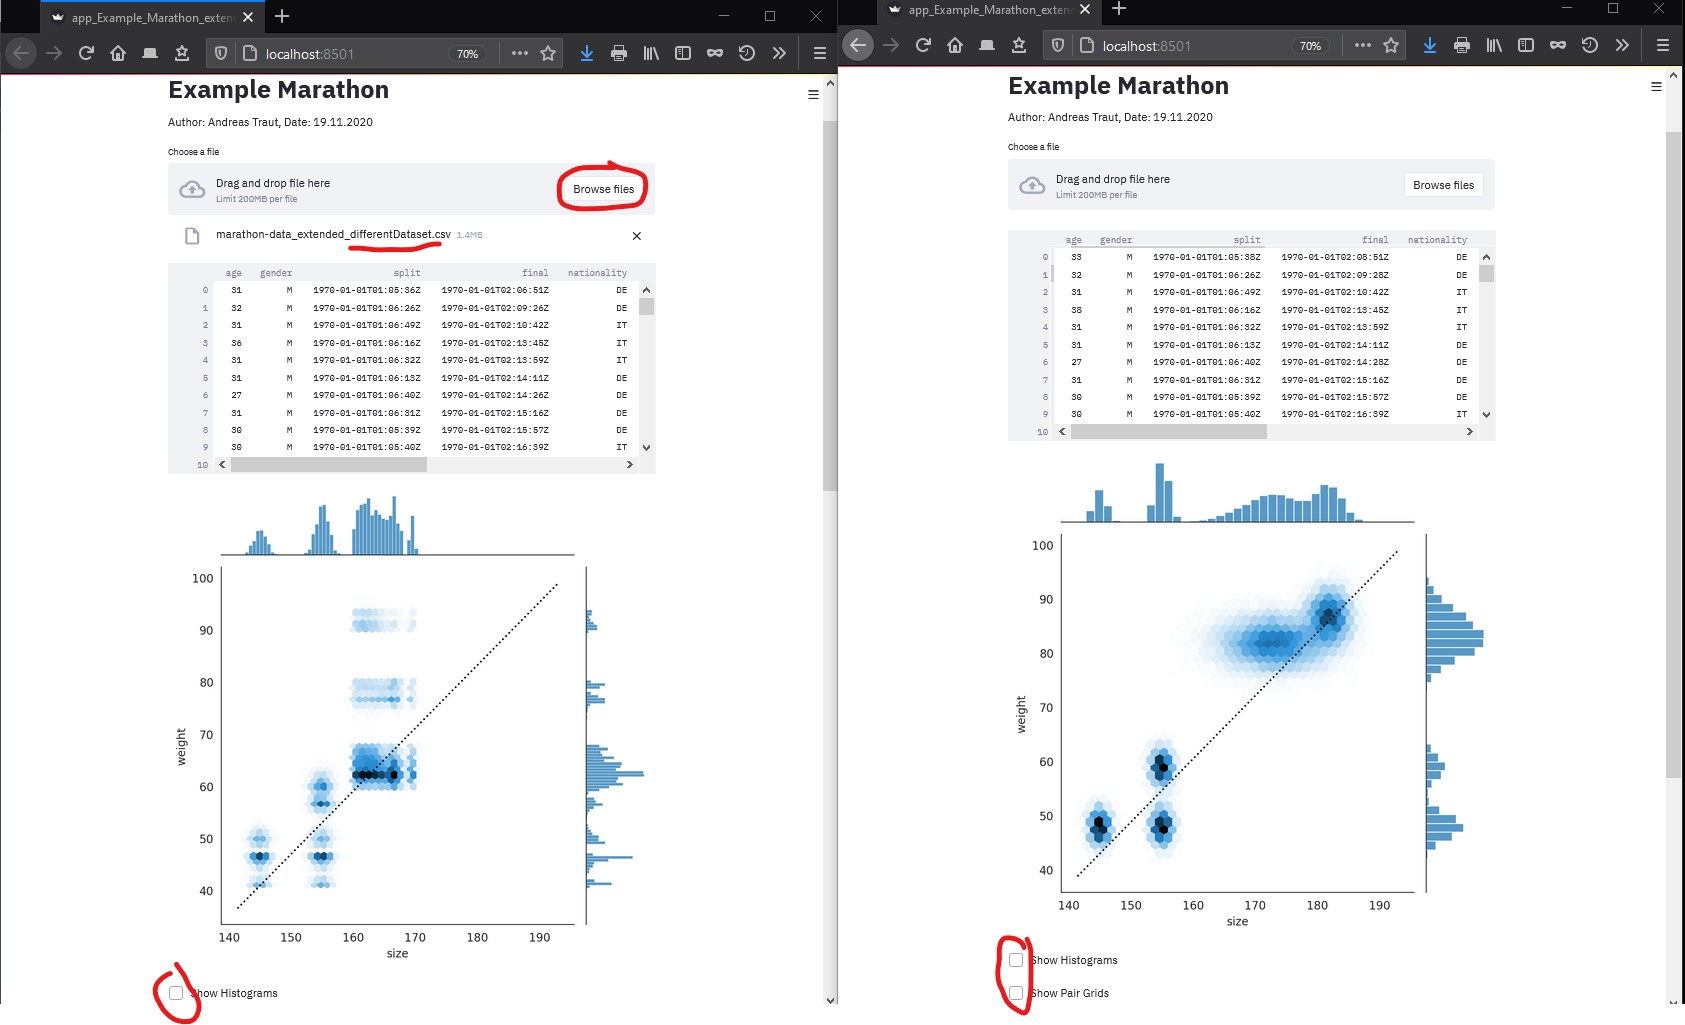 app_Example_Marathon_exten
localhost:8501
70%
Example Marathon
Author: Andreas Traut, Date: 19.11.2020
Choose a file
Drag and drop file here
Limit 200MB per file
Browse files
marathon-data_extended_differentDataset.csv 1.4MB
age gender split final nationality
0 31 M 1970-01-01T01:05:36Z 1970-01-01T02:06:51Z DE
1 32 M 1970-01-01T01:06:26Z 1970-01-01T02:09:26Z DE
2 31 M 1970-01-01T01:06:49Z 1970-01-01T02:10:42Z IT
3 36 M 1970-01-01T01:06:16Z 1970-01-01T02:13:45Z IT
4 31 M 1970-01-01T01:06:32Z 1970-01-01T02:13:59Z IT
5 31 M 1970-01-01T01:06:13Z 1970-01-01T02:14:11Z DE
6 27 M 1970-01-01T01:06:40Z 1970-01-01T02:14:26Z DE
7 31 M 1970-01-01T01:06:31Z 1970-01-01T02:15:16Z DE
8 30 M 1970-01-01T01:05:39Z 1970-01-01T02:15:57Z DE
9 30 M 1970-01-01T01:05:40Z 1970-01-01T02:16:39Z IT
10
100
90
80
70
60
50
40
weight
140 150 160 170 180 190
size
Show Histograms
app_Example_Marathon_exten
localhost:8501
70%
Example Marathon
Author: Andreas Traut, Date: 19.11.2020
Choose a file
Drag and drop file here
Limit 200MB per file
Browse files
age gender split final nationality
0 33 M 1970-01-01T01:05:38Z 1970-01-01T02:08:51Z DE
1 32 M 1970-01-01T01:06:26Z 1970-01-01T02:09:28Z DE
2 31 M 1970-01-01T01:06:49Z 1970-01-01T02:10:42Z IT
3 38 M 1970-01-01T01:06:16Z 1970-01-01T02:13:45Z IT
4 31 M 1970-01-01T01:06:32Z 1970-01-01T02:13:59Z IT
5 31 M 1970-01-01T01:06:13Z 1970-01-01T02:14:11Z DE
6 27 M 1970-01-01T01:06:40Z 1970-01-01T02:14:28Z DE
7 31 M 1970-01-01T01:06:31Z 1970-01-01T02:15:16Z DE
8 30 M 1970-01-01T01:05:39Z 1970-01-01T02:15:57Z DE
9 30 M 1970-01-01T01:05:40Z 1970-01-01T02:16:39Z IT
10
100
90
80
70
60
50
40
weight
140 150 160 170 180 190
size
Show Histograms
Show Pair Grids